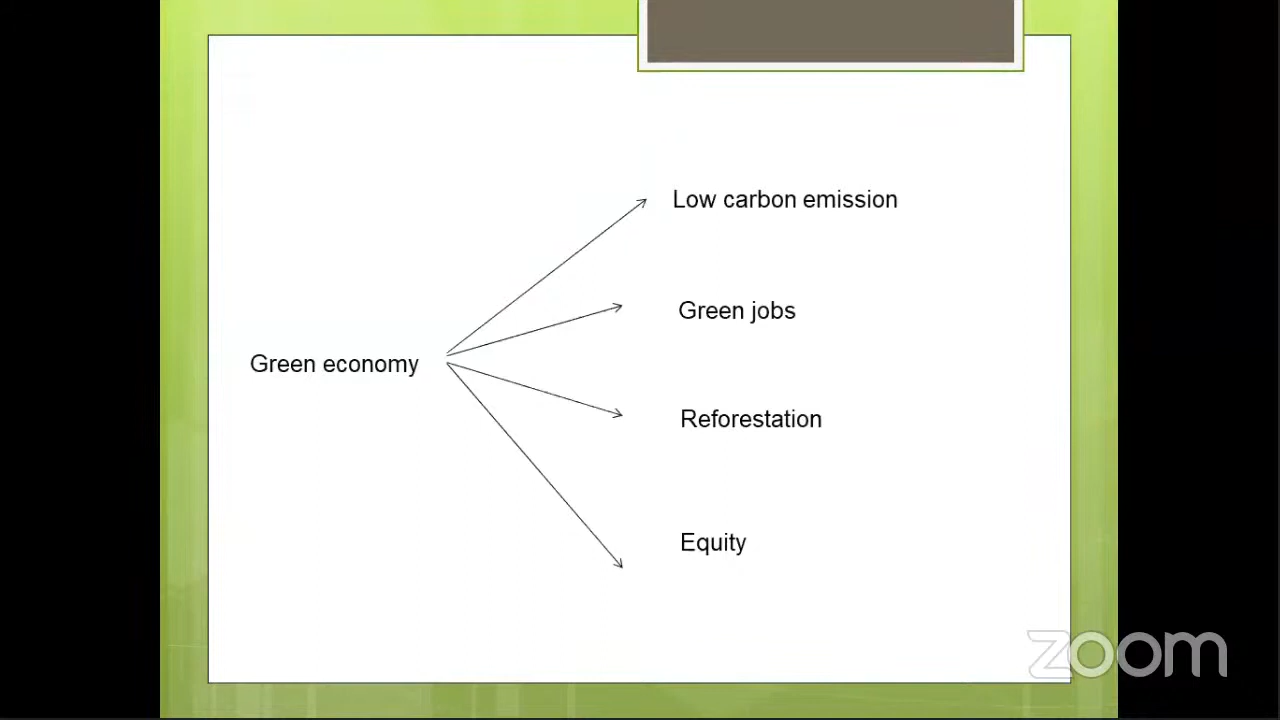 Low carbon emission
Green jobs
Green economy
Reforestation
Equity
zoom